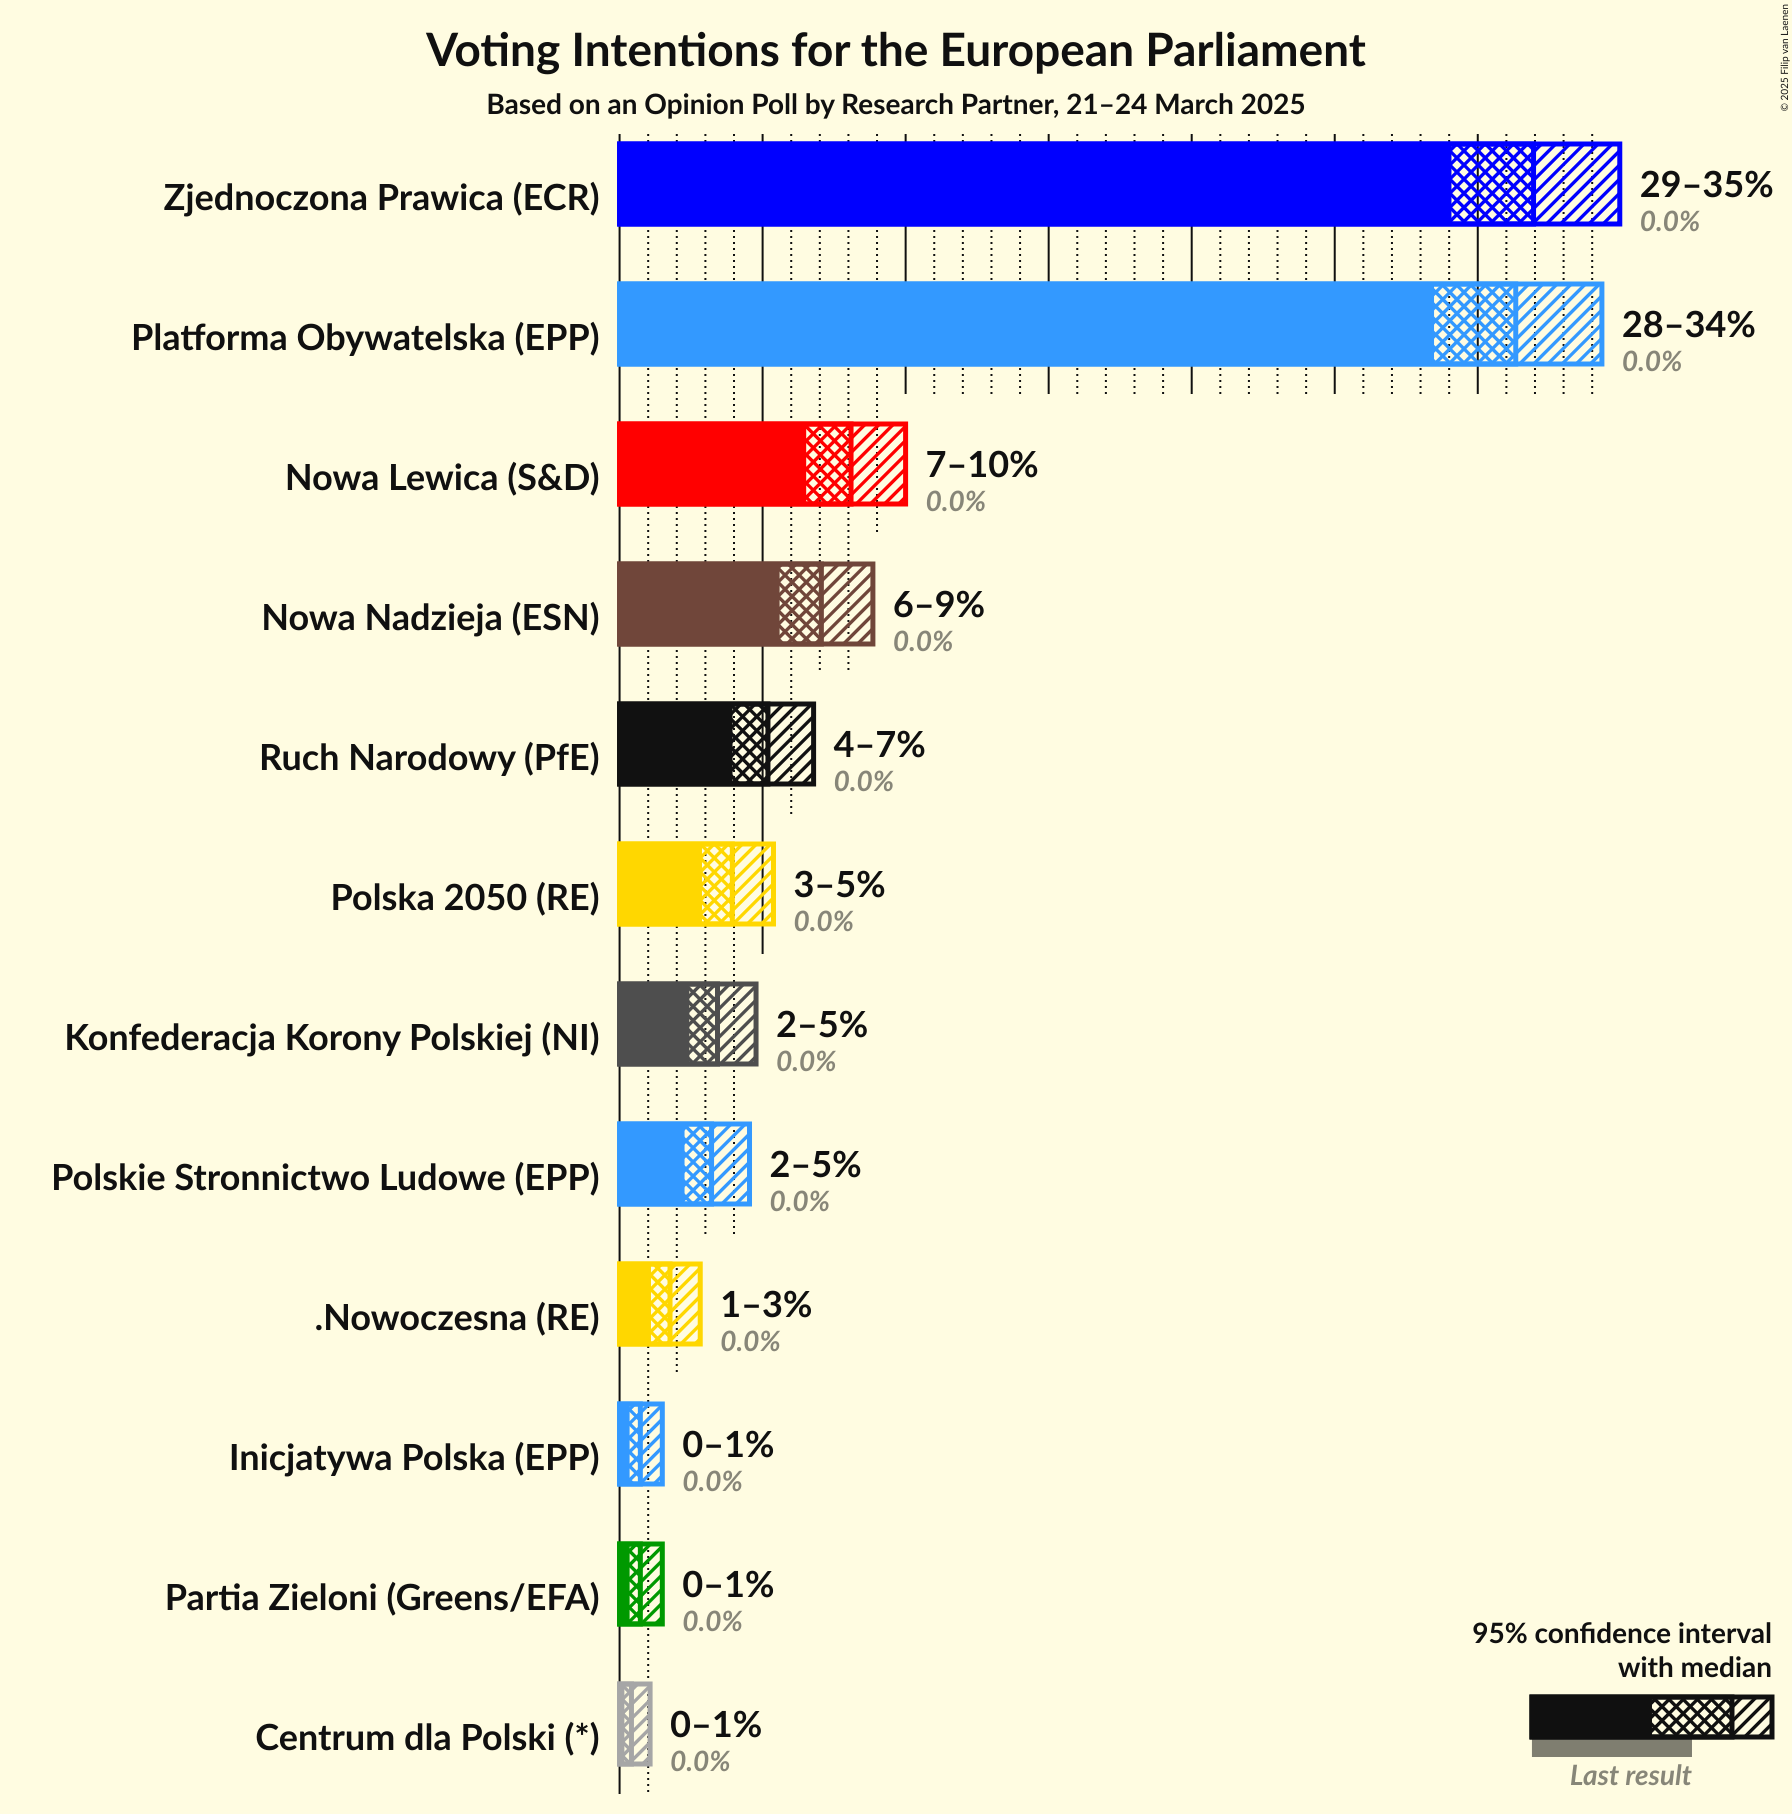 Voting Intentions for the European Parliament
Based on an Opinion Poll by Research Partner, 21–24 March 2025
© 2025 Filip van Laenen
Zjednoczona Prawica (ECR)
29–35%
0.0%
Platforma Obywatelska (EPP)
28–34%
0.0%
Nowa Lewica (S&D)
7–10%
0.0%
Nowa Nadzieja (ESN)
6–9%
0.0%
Ruch Narodowy (PfE)
4–7%
0.0%
Polska 2050 (RE)
3–5%
0.0%
Konfederacja Korony Polskiej (NI)
2–5%
0.0%
Polskie Stronnictwo Ludowe (EPP)
2–5%
0.0%
.Nowoczesna (RE)
1–3%
0.0%
Inicjatywa Polska (EPP)
0–1%
0.0%
Partia Zieloni (Greens/EFA)
0–1%
0.0%
Centrum dla Polski (*)
0–1%
0.0%
95% confidence interval
with median
Last result